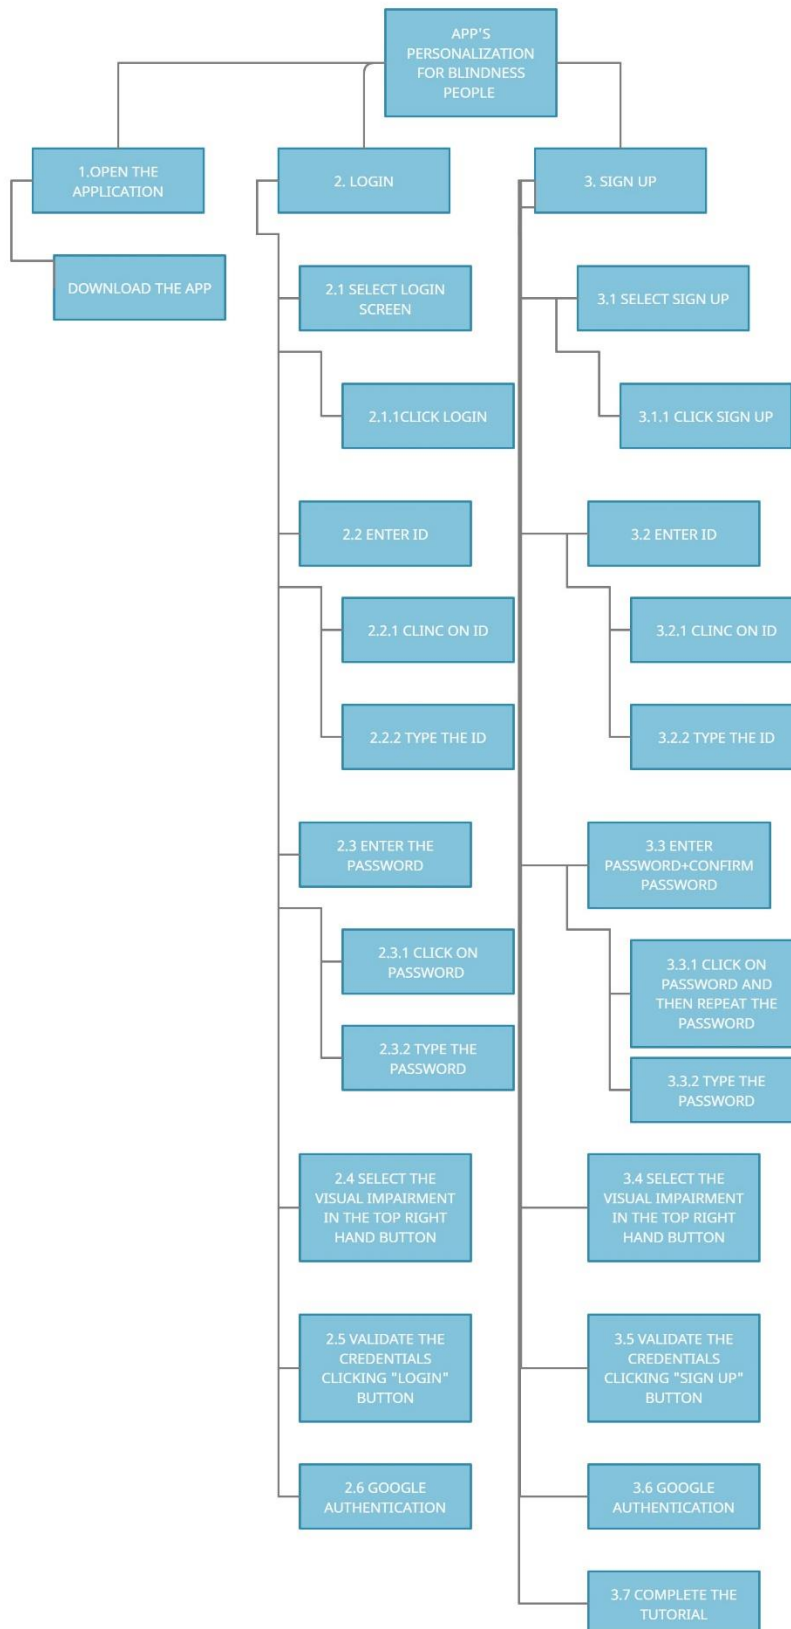 APP'S
PERSONALIZATION
FOR BLINDNESS
PEOPLE
1.OPEN THE
APPLICATION
DOWNLOAD THE APP
2. LOGIN
2.1 SELECT LOGIN
SCREEN
2.1.1CLICK LOGIN
2.2 ENTER ID
2.2.1 CLINC ON ID
2.2.2 TYPE THE ID
2.3 ENTER THE
PASSWORD
2.3.1 CLICK ON
PASSWORD
2.3.2 TYPE THE
PASSWORD
2.4 SELECT THE
VISUAL IMPAIRMENT
IN THE TOP RIGHT
HAND BUTTON
2.5 VALIDATE THE
CREDENTIALS
CLICKING "LOGIN"
BUTTON
2.6 GOOGLE
AUTHENTICATION
3. SIGN UP
3.1 SELECT SIGN UP
3.1.1 CLICK SIGN UP
3.2 ENTER ID
3.2.1 CLINC ON ID
3.2.2 TYPE THE ID
3.3 ENTER
PASSWORD+CONFIRM
PASSWORD
3.3.1 CLICK ON
PASSWORD AND
THEN REPEAT THE
PASSWORD
3.3.2 TYPE THE
PASSWORD
3.4 SELECT THE
VISUAL IMPAIRMENT
IN THE TOP RIGHT
HAND BUTTON
3.5 VALIDATE THE
CREDENTIALS
CLICKING "SIGN UP"
BUTTON
3.6 GOOGLE
AUTHENTICATION
3.7 COMPLETE THE
TUTORIAL